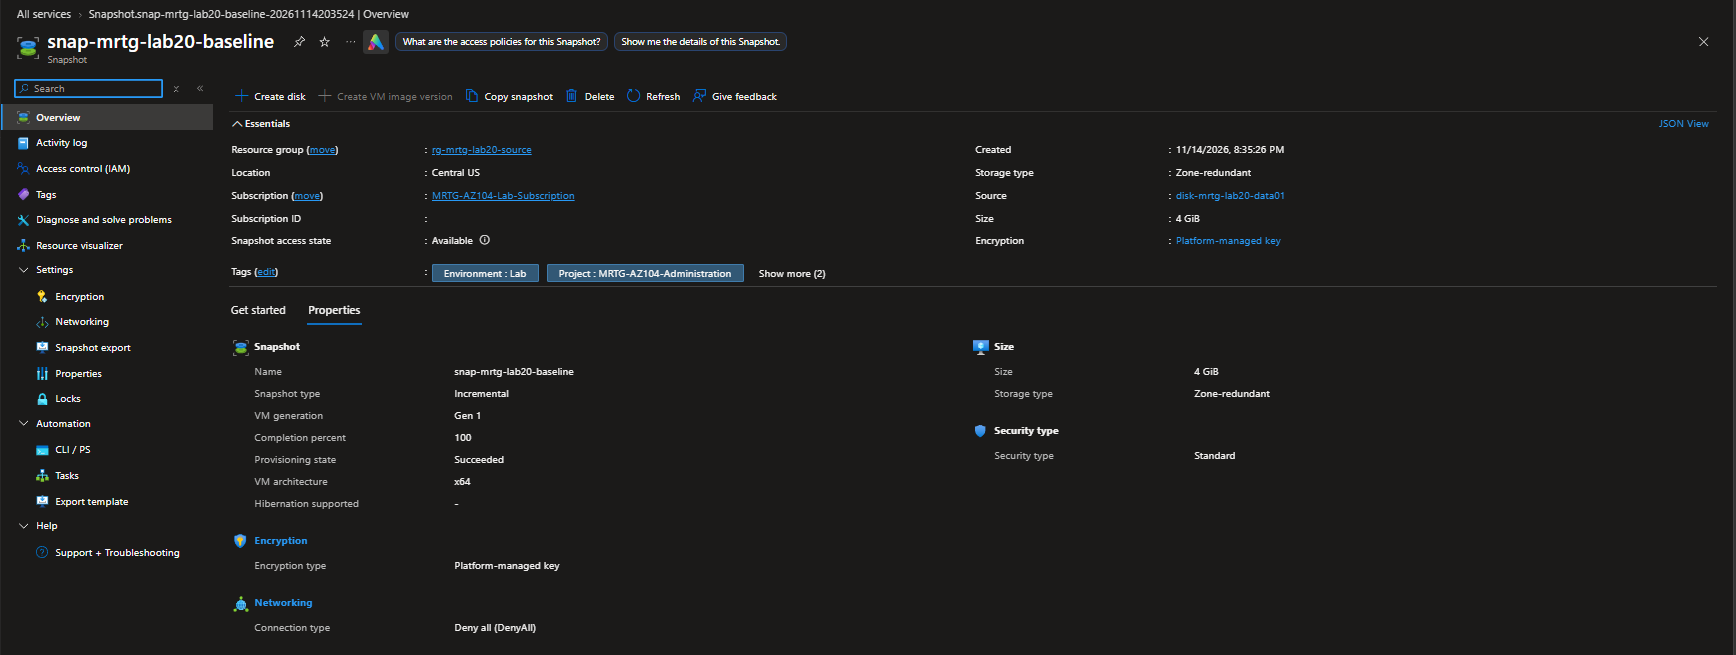 All services > Snapshot.snap-mrtg-lab20-baseline-20261114203524 | Overview
snap-mrtg-lab20-baseline
Snapshot
What are the access policies for this Snapshot?
Show me the details of this Snapshot.
Search
Overview
Activity log
Access control (IAM)
Tags
Diagnose and solve problems
Resource visualizer
Settings
Encryption
Networking
Snapshot export
Properties
Locks
Automation
CLI / PS
Tasks
Export template
Help
Support + Troubleshooting
Create disk
Create VM image version
Copy snapshot
Delete
Refresh
Give feedback
Essentials
JSON View
Resource group (move) : rg-mrtg-lab20-source
Location : Central US
Subscription (move) : MRTG-AZ104-Lab-Subscription
Subscription ID :
Snapshot access state : Available
Created : 11/14/2026, 8:35:26 PM
Storage type : Zone-redundant
Source : disk-mrtg-lab20-data01
Size : 4 GiB
Encryption : Platform-managed key
Tags (edit) : Environment : Lab Project : MRTG-AZ104-Administration Show more (2)
Get started
Properties
Snapshot
Name snap-mrtg-lab20-baseline
Snapshot type Incremental
VM generation Gen 1
Completion percent 100
Provisioning state Succeeded
VM architecture x64
Hibernation supported -
Encryption
Encryption type Platform-managed key
Networking
Connection type Deny all (DenyAll)
Size
Size 4 GiB
Storage type Zone-redundant
Security type
Security type Standard